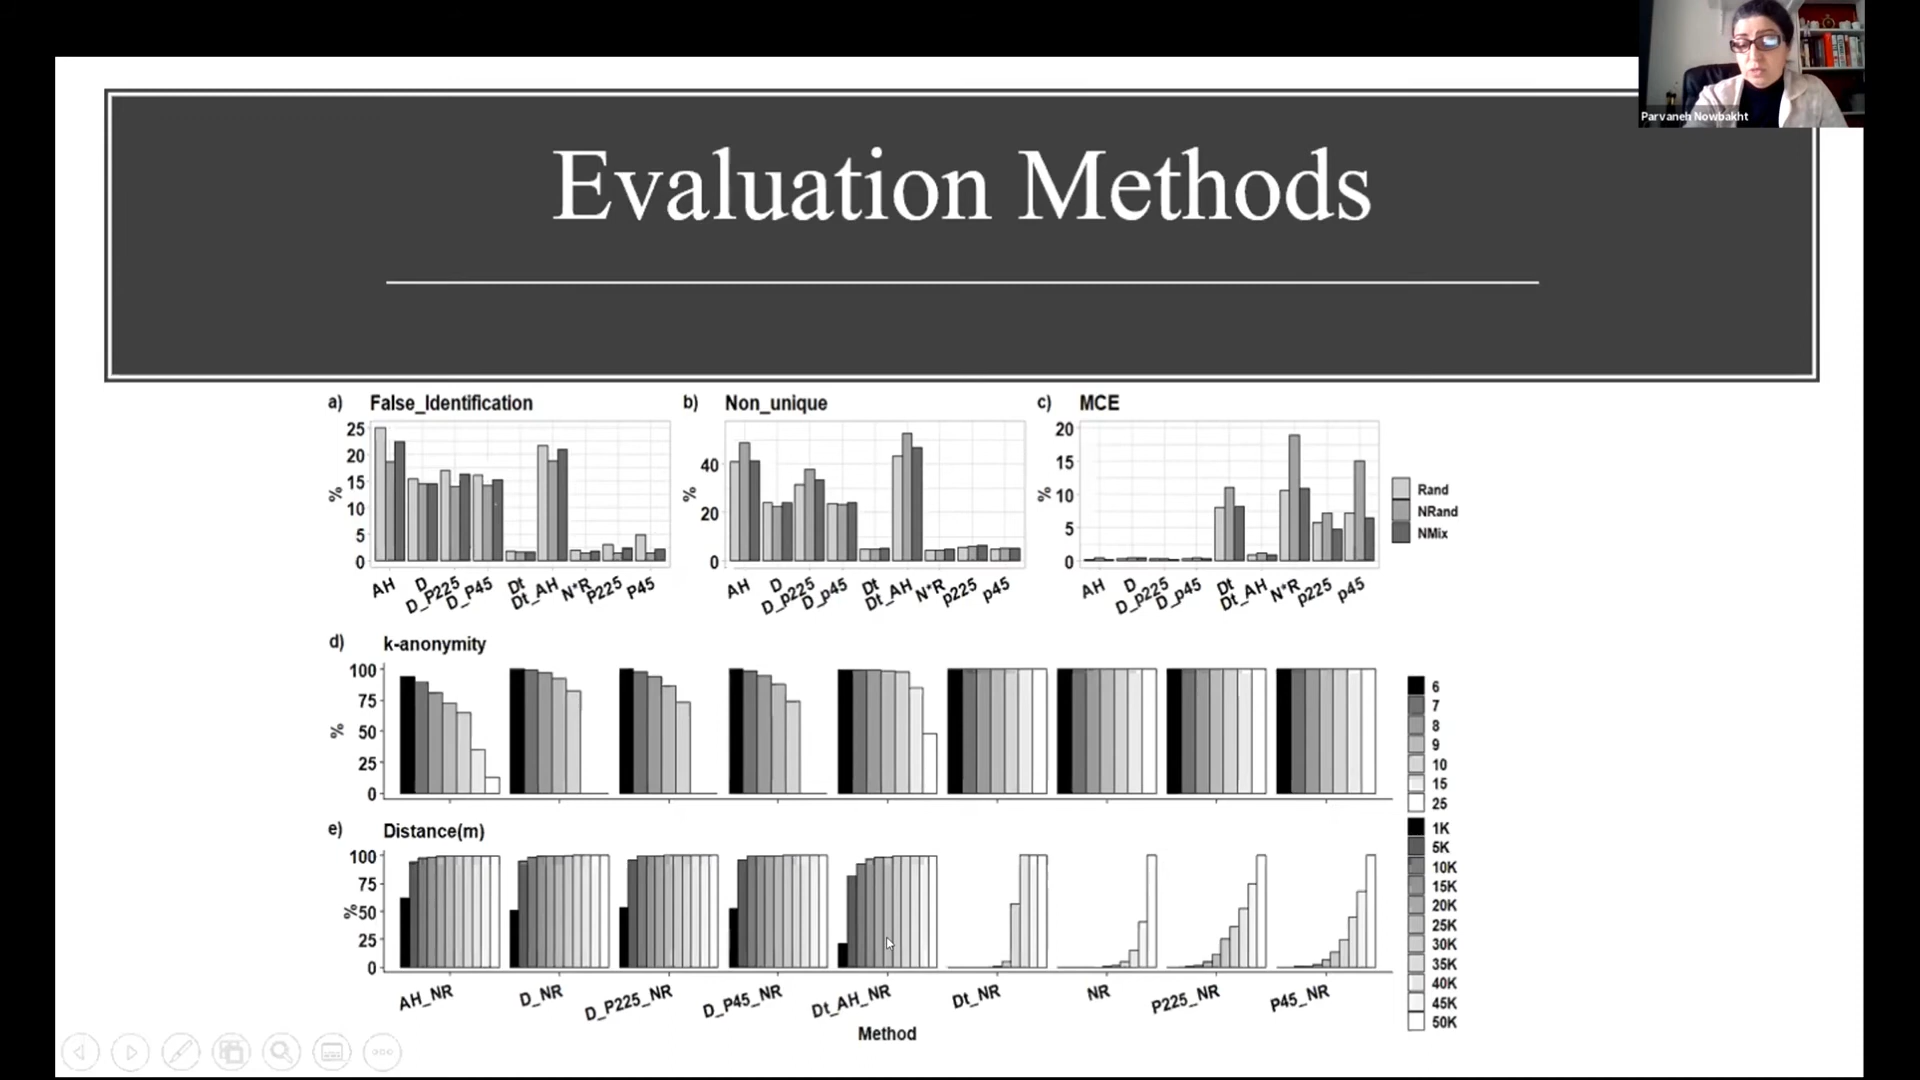 Parvaneh Nowbakht
Evaluation Methods
a) False_Identification
b) Non_unique
c) MCE
%
25
20
15
10
5
0
AH D D_P225 D_P45 Dt Dt_AH N*R P225 P45
%
40
20
0
AH D D_p225 D_p45 Dt Dt_AH N*R p225 p45
%
20
15
10
5
0
AH D D_p225 D_p45 Dt Dt_AH N*R p225 p45
Rand
NRand
NMix
d) k-anonymity
%
100
75
50
25
0
6
7
8
9
10
15
25
e) Distance(m)
%
100
75
50
25
0
1K
5K
10K
15K
20K
25K
30K
35K
40K
45K
50K
AH_NR D_NR D_P225_NR D_P45_NR Dt_AH_NR Dt_NR NR P225_NR P45_NR
Method